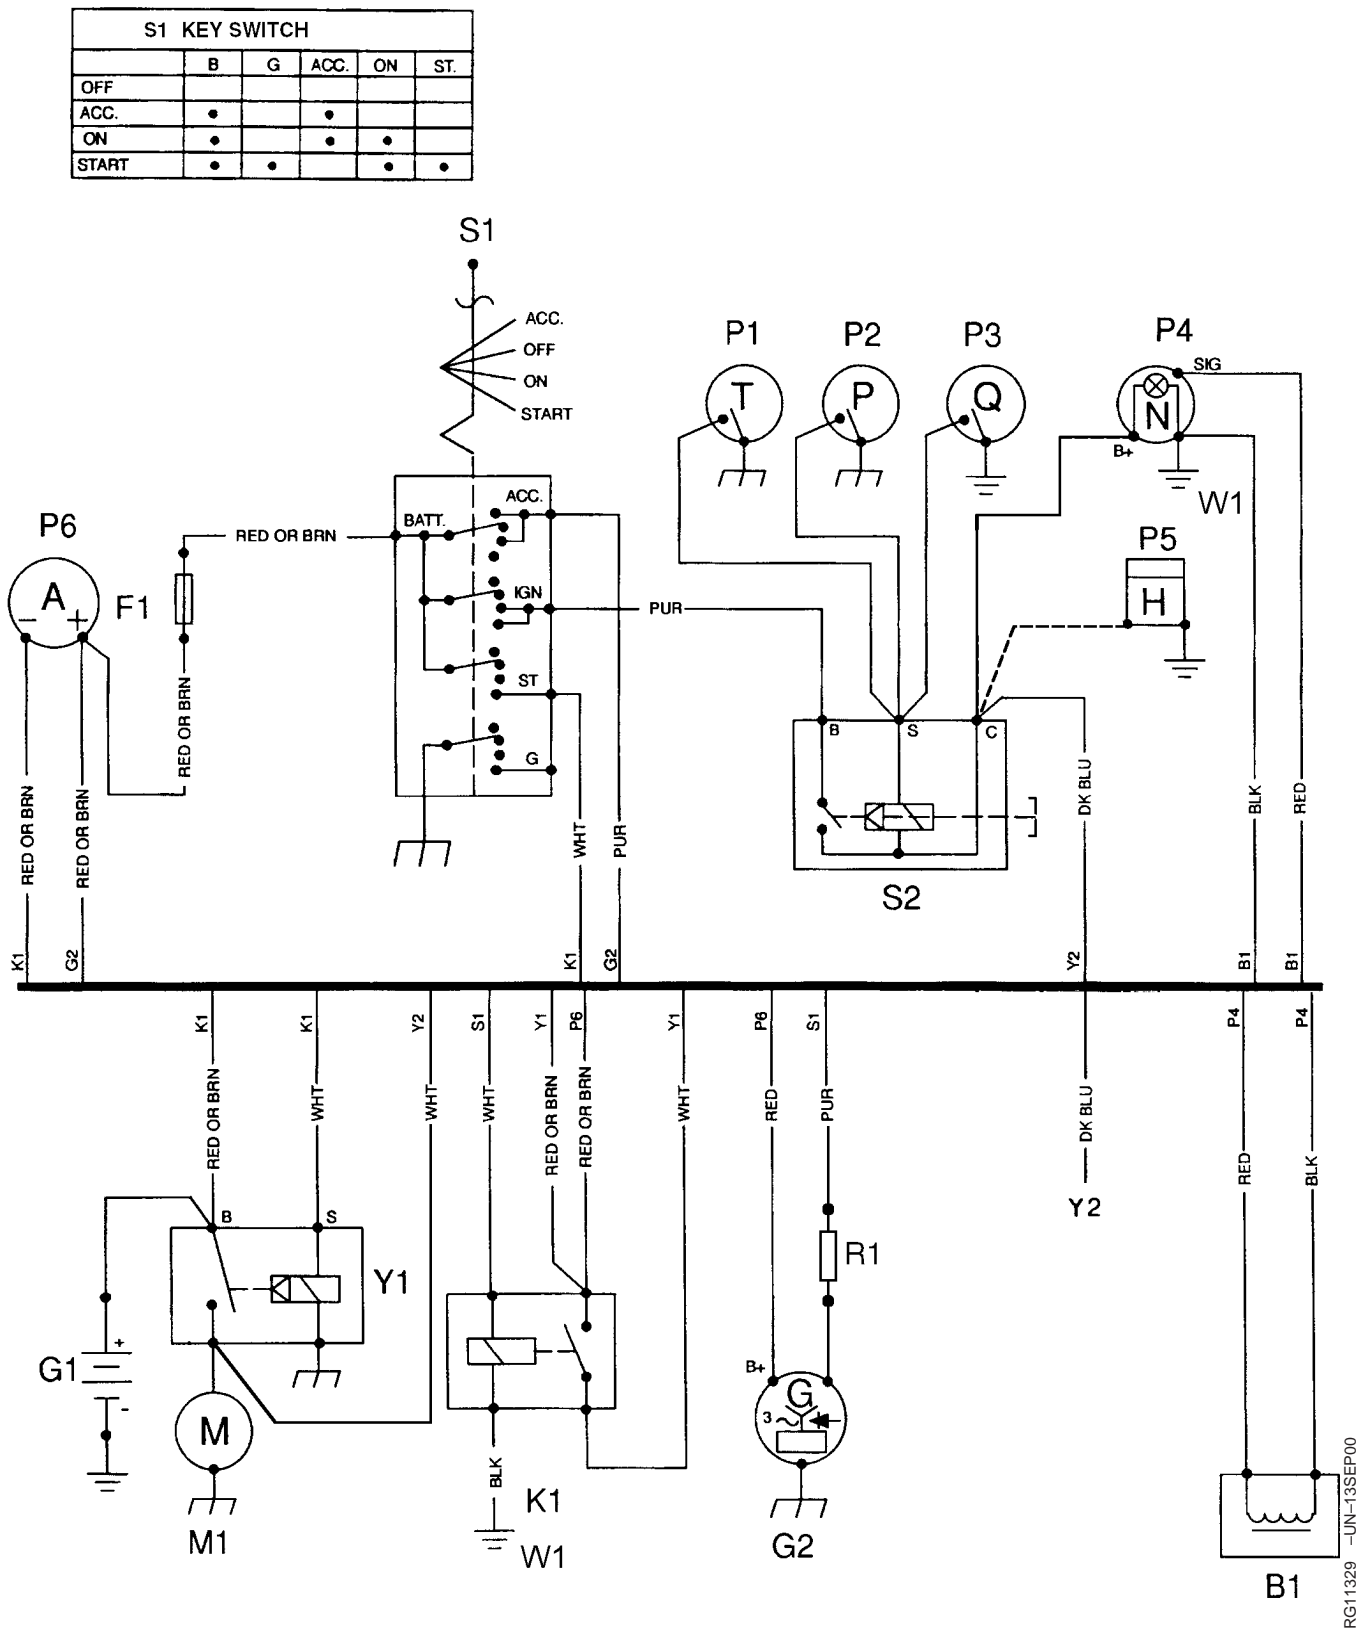 S1 KEY SWITCH
B G ACC. ON ST.
OFF
ACC.
ON
START
S1
ACC.
OFF
ON
START
P1 P2 P3 P4
T P Q N
SIG
B+
W1
P5
H
P6
A
− +
F1
RED OR BRN
BATT.
ACC.
IGN
ST
G
PUR
B S C
S2
RED OR BRN
RED OR BRN
RED OR BRN
WHT
PUR
DK BLU
BLK
RED
K1 G2 K1 G2 Y2 B1 B1
K1 K1 Y2 S1 Y1 P6 Y1 P6 S1 P4 P4
RED OR BRN
WHT
WHT
WHT
RED OR BRN
RED OR BRN
WHT
RED
PUR
DK BLU
RED
BLK
Y2
B S
Y1
R1
G1
+
-
M
M1
BLK
K1
W1
B+
G
3
G2
B1
RG11329 –UN–13SEP00